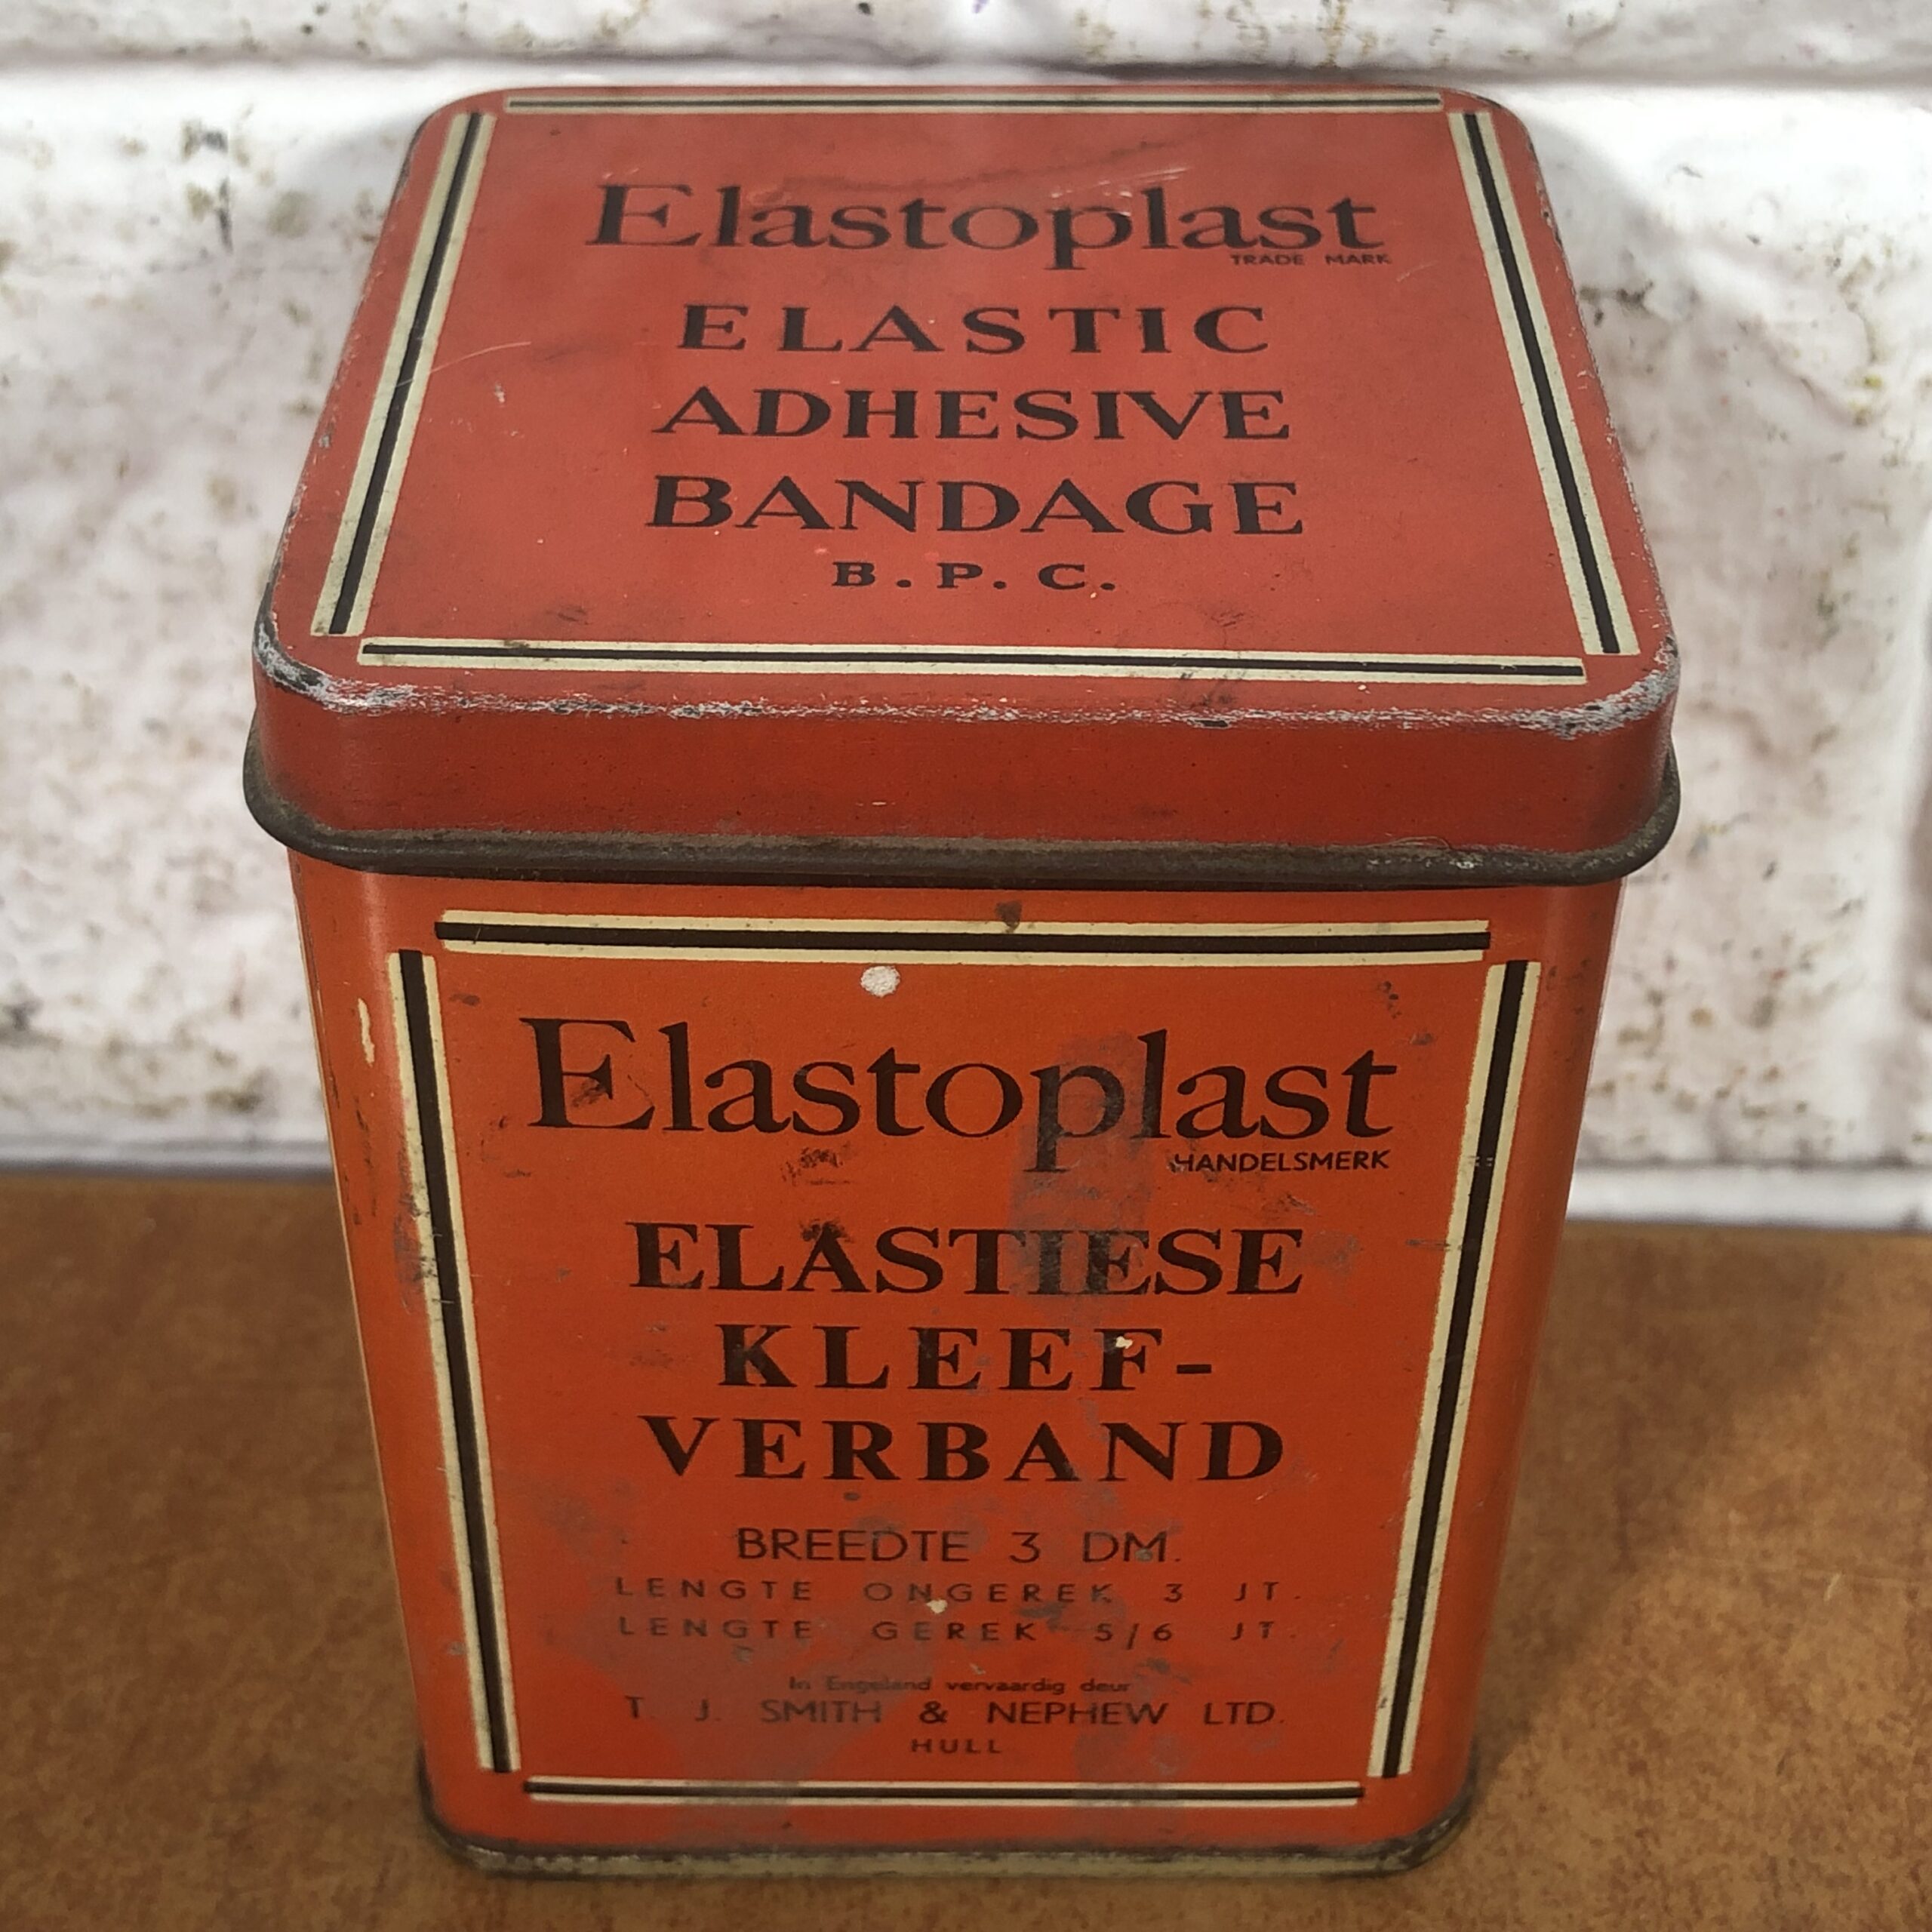 Elastoplast
TRADE MARK
ELASTIC
ADHESIVE
BANDAGE
B.P.C.
Elastoplast
HANDELSMERK
ELASTIESE
KLEEF-
VERBAND
BREEDTE 3 DM.
LENGTE ONGEREK 3 JT.
LENGTE GEREK 5/6 JT.
In Engeland vervaardig deur
T. J. SMITH & NEPHEW LTD.
HULL